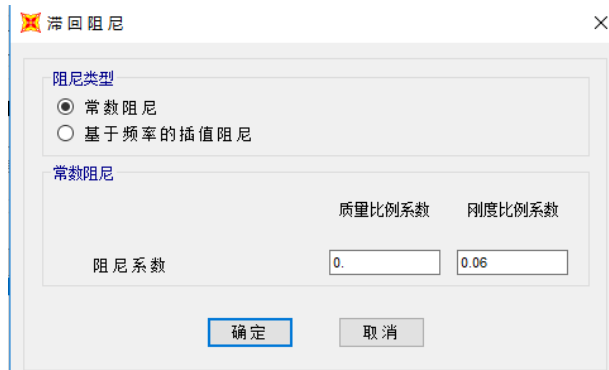 滞回阻尼
阻尼类型
常数阻尼
基于频率的插值阻尼
常数阻尼
质量比例系数 刚度比例系数
阻尼系数 0. 0.06
确定 取消